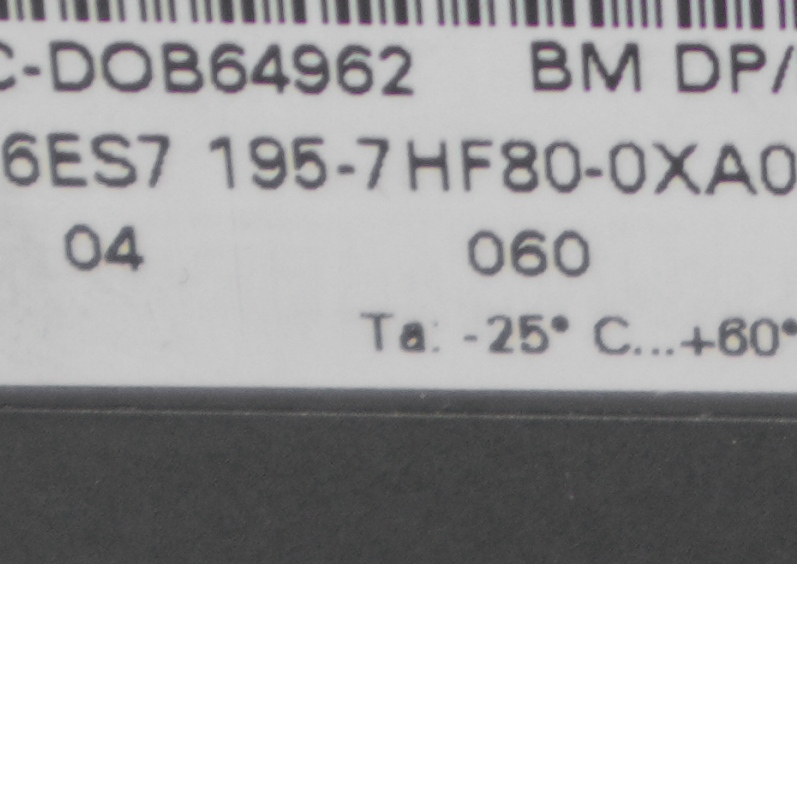 C-DOB64962 BM DP/
6ES7 195-7HF80-0XA0
04 060
Ta: -25° C...+60°